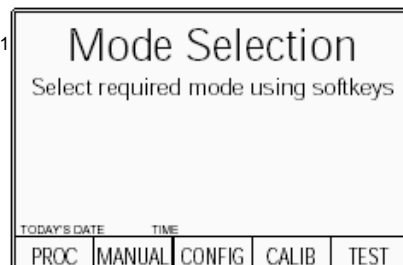 1
Mode Selection
Select required mode using softkeys
TODAY'S DATE TIME
PROC MANUAL CONFIG CALIB TEST